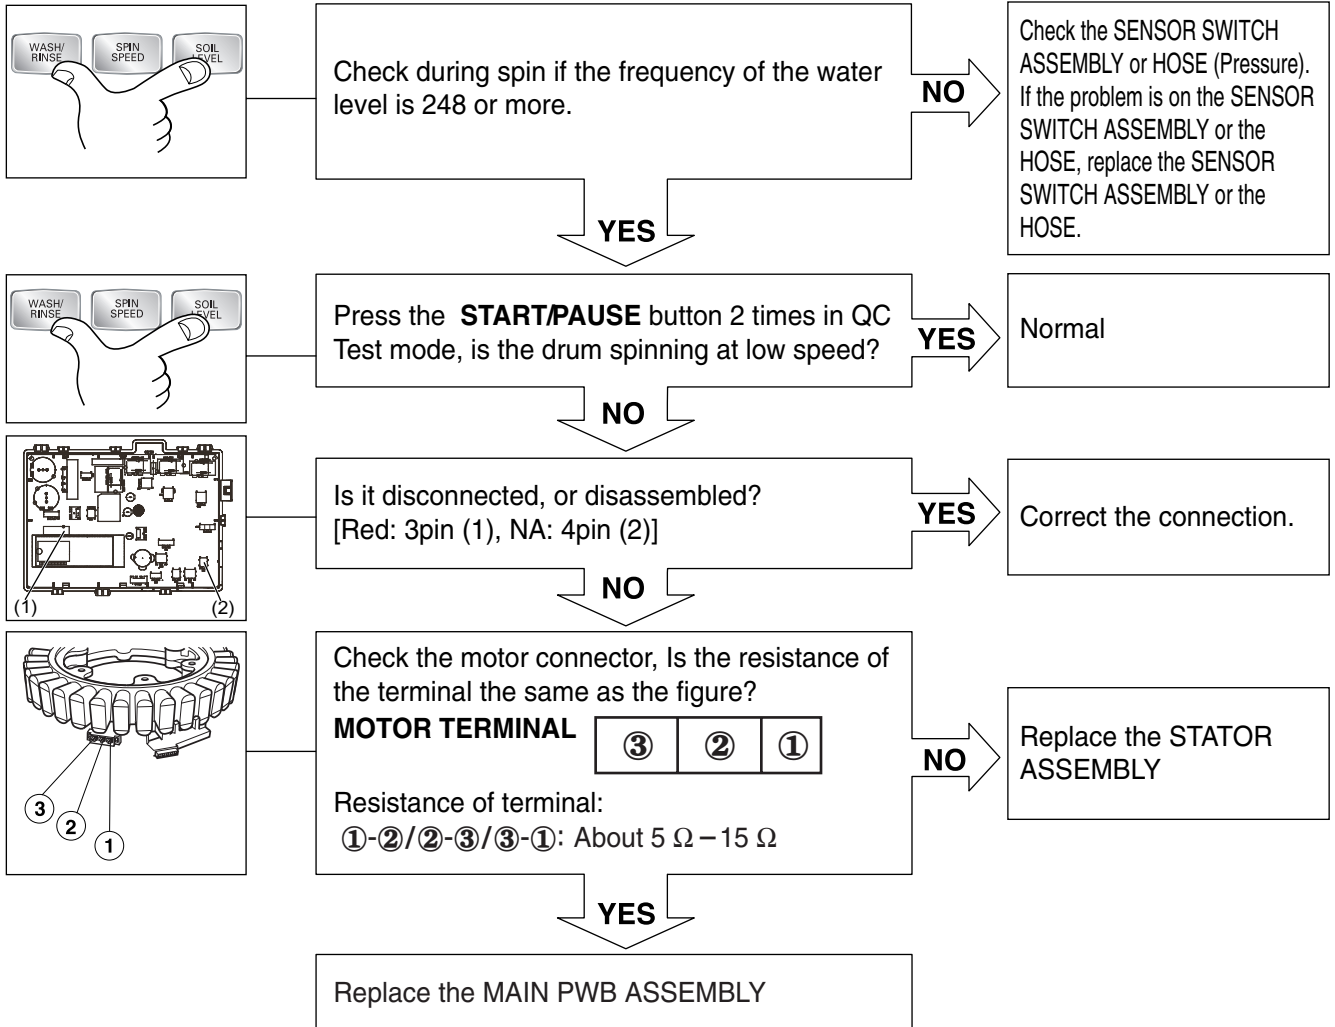 WASH/
RINSE
SPIN
SPEED
SOIL
LEVEL
Check during spin if the frequency of the water
level is 248 or more.
NO
Check the SENSOR SWITCH
ASSEMBLY or HOSE (Pressure).
If the problem is on the SENSOR
SWITCH ASSEMBLY or the
HOSE, replace the SENSOR
SWITCH ASSEMBLY or the
HOSE.
YES
WASH/
RINSE
SPIN
SPEED
SOIL
LEVEL
Press the START/PAUSE button 2 times in QC
Test mode, is the drum spinning at low speed?
YES
Normal
NO
(1)
(2)
Is it disconnected, or disassembled?
[Red: 3pin (1), NA: 4pin (2)]
YES
Correct the connection.
NO
3
2
1
Check the motor connector, Is the resistance of
the terminal the same as the figure?
MOTOR TERMINAL
③ ② ①
Resistance of terminal:
①-②/②-③/③-①: About 5 Ω – 15 Ω
NO
Replace the STATOR
ASSEMBLY
YES
Replace the MAIN PWB ASSEMBLY